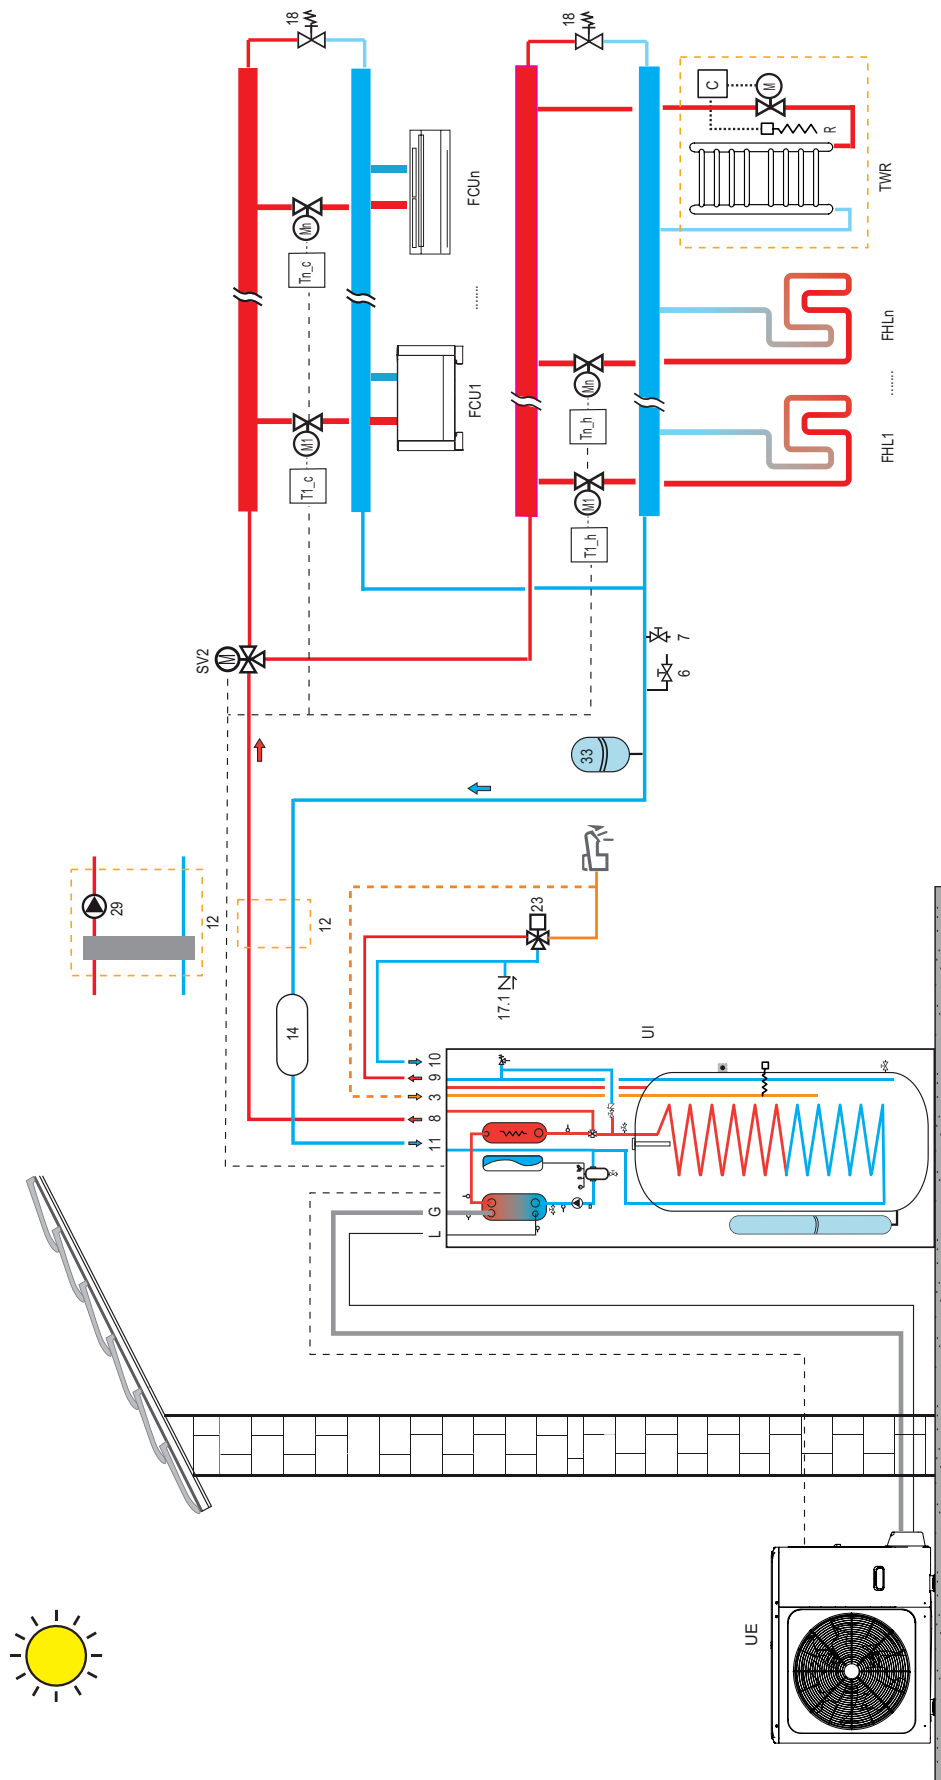 18
18
C
M
R
TWR
FCUn
Mn
Tn_c
........
FHLn
FCU1
Mn
M1
Tn_h
........
T1_c
FHL1
M1
T1_h
SV2
M
7
6
33
29
12
12
23
17.1
14
UI
11
8
3
9
10
L
G
UE